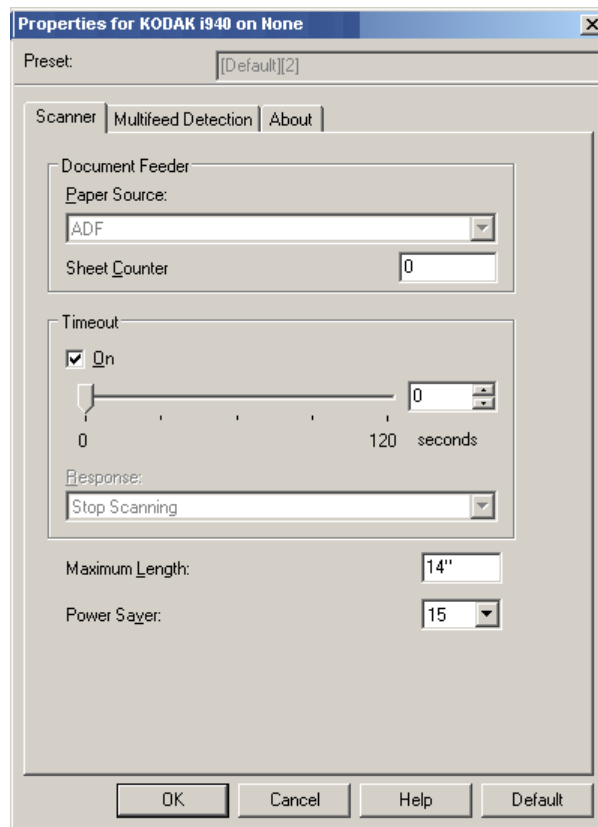 Properties for KODAK i940 on None
Preset: [Default][2]
Scanner Multifeed Detection About
Document Feeder
Paper Source:
ADF
Sheet Counter 0
Timeout
On
0
0 120 seconds
Response:
Stop Scanning
Maximum Length: 14"
Power Saver: 15
OK Cancel Help Default